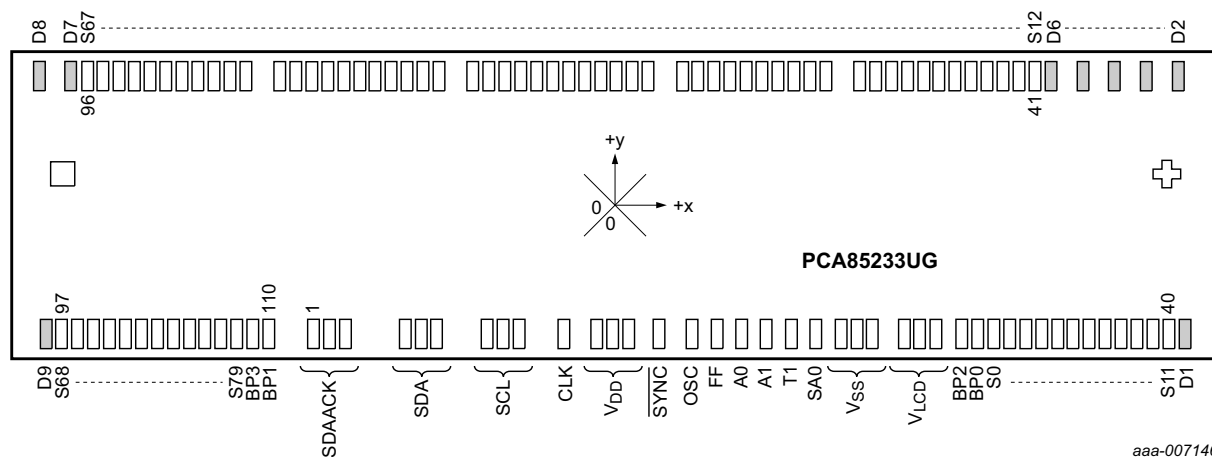 D8 D7 S67 S12 D6 D2
96 41
+y
0 +x
0
PCA85233UG
97 110 1 40
D9 S68 S79 BP3 BP1 SDAACK SDA SCL CLK VDD SYNC OSC FF A0 A1 T1 SA0 VSS VLCD BP2 BP0 S0 S11 D1